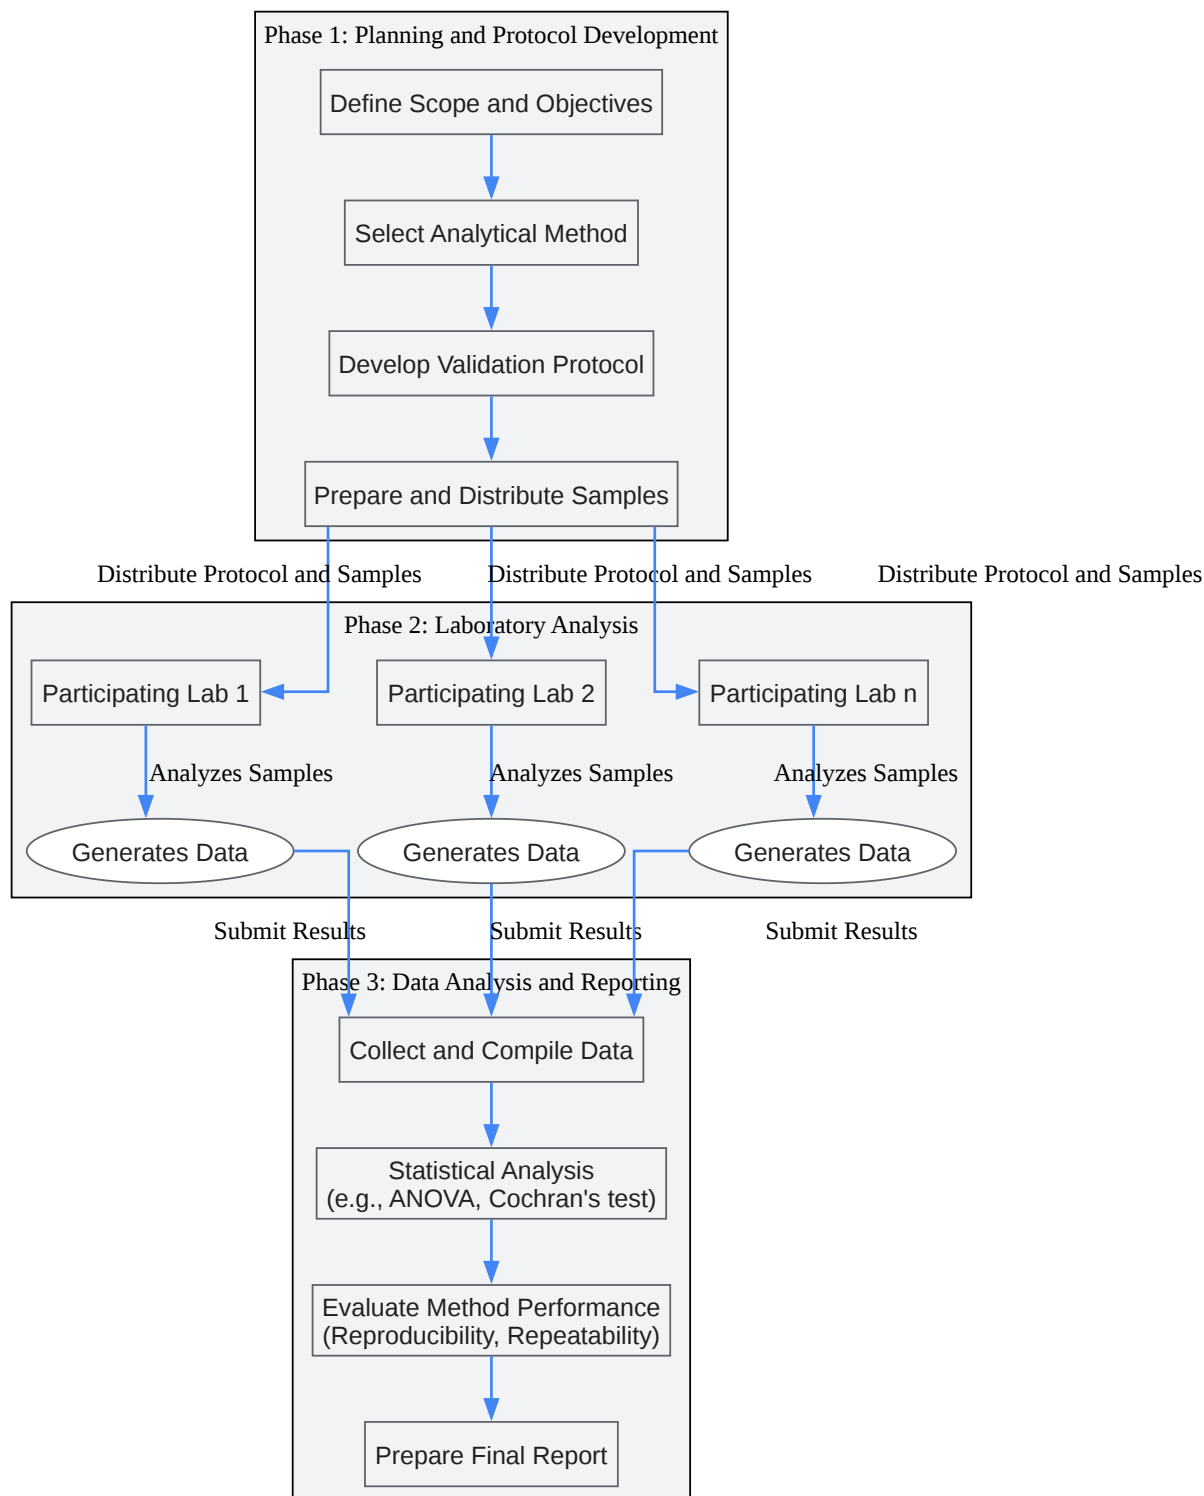 Phase 1: Planning and Protocol Development
Define Scope and Objectives
Select Analytical Method
Develop Validation Protocol
Prepare and Distribute Samples
Distribute Protocol and Samples
Distribute Protocol and Samples
Distribute Protocol and Samples
Phase 2: Laboratory Analysis
Participating Lab 1
Participating Lab 2
Participating Lab n
Analyzes Samples
Analyzes Samples
Analyzes Samples
Generates Data
Generates Data
Generates Data
Submit Results
Submit Results
Submit Results
Phase 3: Data Analysis and Reporting
Collect and Compile Data
Statistical Analysis
(e.g., ANOVA, Cochran's test)
Evaluate Method Performance
(Reproducibility, Repeatability)
Prepare Final Report